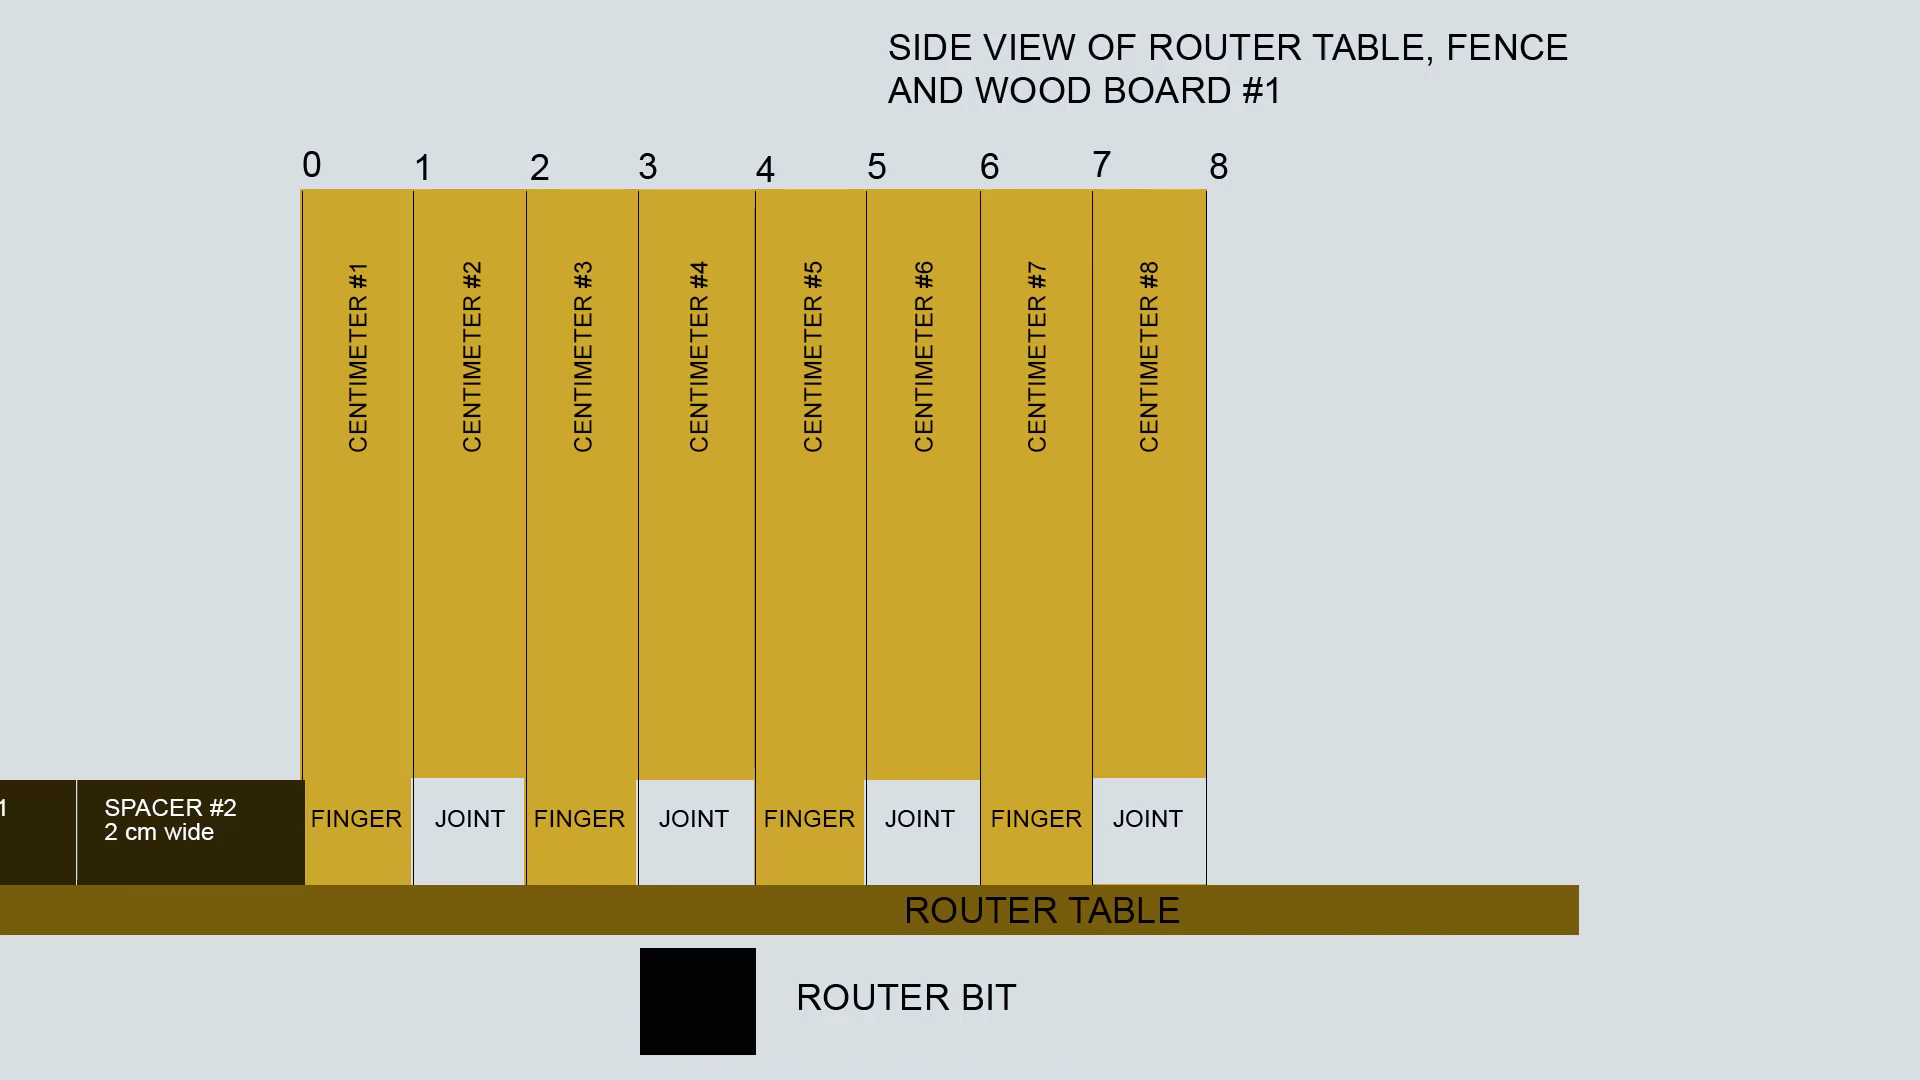 SIDE VIEW OF ROUTER TABLE, FENCE
AND WOOD BOARD #1
0 1 2 3 4 5 6 7 8
CENTIMETER #1
CENTIMETER #2
CENTIMETER #3
CENTIMETER #4
CENTIMETER #5
CENTIMETER #6
CENTIMETER #7
CENTIMETER #8
1
SPACER #2
2 cm wide
FINGER JOINT FINGER JOINT FINGER JOINT FINGER JOINT
ROUTER TABLE
ROUTER BIT